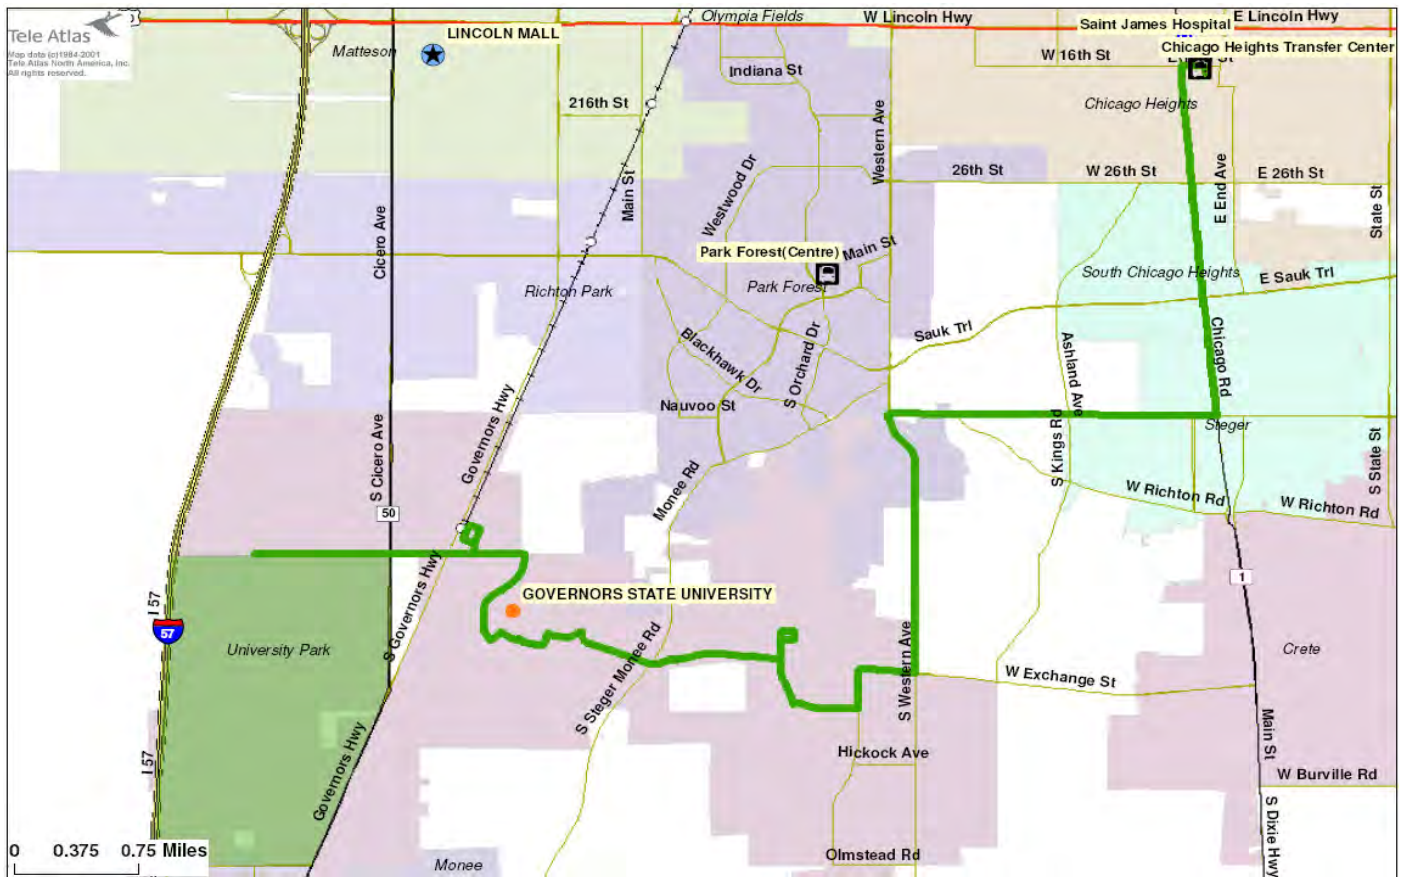 Olympia Fields
W Lincoln Hwy
E Lincoln Hwy
Saint James Hospital
Tele Atlas
Map data (c)1984-2001
Tele Atlas North America, Inc.
All rights reserved.
Matteson
LINCOLN MALL
Chicago Heights Transfer Center
W 16th St
St
Indiana St
216th St
Chicago Heights
Western Ave
Westwood Dr
26th St
W 26th St
E End Ave
E 26th St
State St
Main St
Cicero Ave
Park Forest(Centre)
Main St
Richton Park
Park Forest
South Chicago Heights
E Sauk Trl
Sauk Trl
Blackhawk Dr
S Orchard Dr
Ashland Ave
Chicago Rd
Nauvoo St
Governors Hwy
S Cicero Ave
S Kings Rd
Steger
S State St
Monee Rd
W Richton Rd
W Richton Rd
50
1
I 57
57
S Governors Hwy
GOVERNORS STATE UNIVERSITY
University Park
S Steger Monee Rd
S Western Ave
Crete
W Exchange St
I 57
Governors Hwy
Hickock Ave
Main St
W Burville Rd
S Dixie Hwy
0 0.375 0.75 Miles
Monee
Olmstead Rd